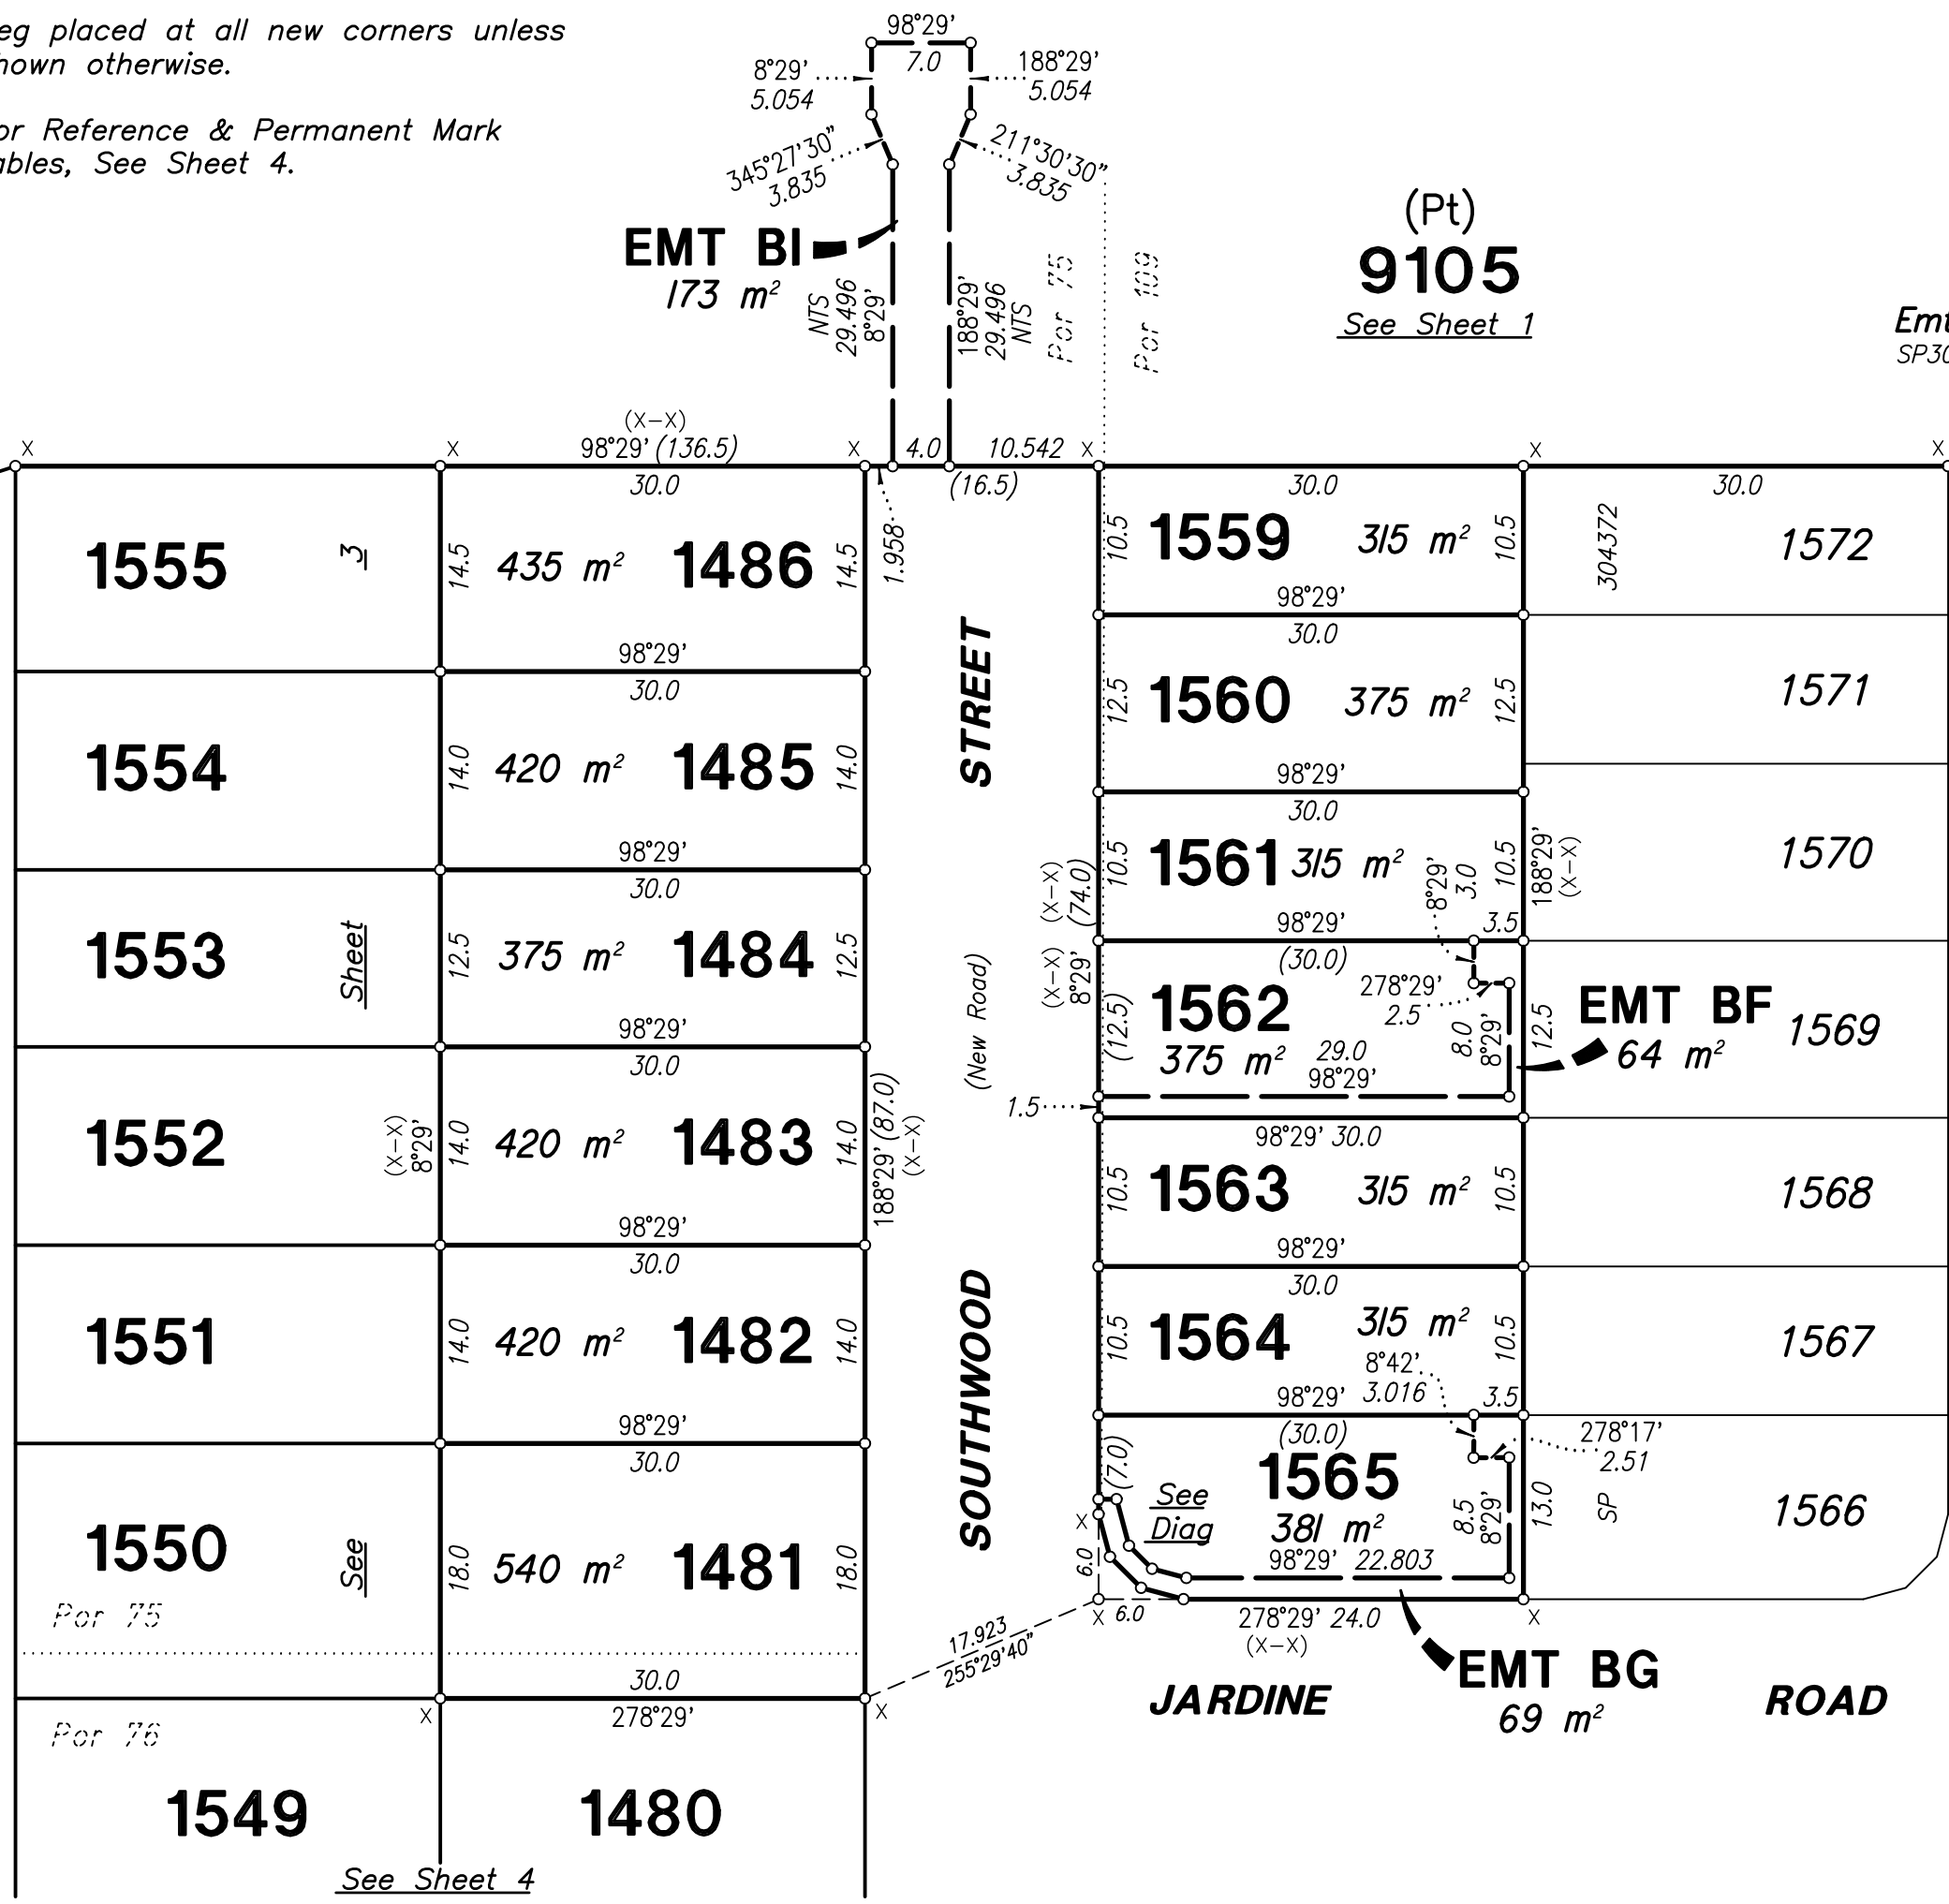 eg placed at all new corners unless
hown otherwise.
or Reference & Permanent Mark
ables, See Sheet 4.
98°29'
7.0
8°29'
5.054
188°29'
5.054
345°27'30"
3.835
211°30'30"
3.835
EMT BI
173 m²
NTS
29.496
8°29'
188°29'
29.496
NTS
Por 75
Por 109
(Pt)
9105
See Sheet 1
Emt
SP30
(X-X)
98°29' (136.5)
X
X
X
4.0
10.542
X
X
X
30.0
(16.5)
30.0
30.0
1555
3
14.5
435 m²
1486
14.5
1.958
10.5
1559
315 m²
10.5
304372
1572
98°29'
98°29'
30.0
30.0
STREET
12.5
1560
375 m²
12.5
1571
1554
14.0
420 m²
1485
14.0
98°29'
98°29'
30.0
30.0
(X-X)
(74.0)
10.5
1561
315 m²
8°29'
3.0
10.5
188°29'
(X-X)
1570
98°29'
3.5
1553
Sheet
12.5
375 m²
1484
12.5
(New Road)
(X-X)
8°29'
(30.0)
278°29'
2.5
(12.5)
1562
375 m²
29.0
98°29'
8.0
8°29'
12.5
EMT BF
64 m²
1569
98°29'
30.0
1.5
98°29' 30.0
1552
(X-X)
8°29'
14.0
420 m²
1483
14.0
188°29' (87.0)
(X-X)
10.5
1563
315 m²
10.5
1568
98°29'
30.0
98°29'
30.0
1551
14.0
420 m²
1482
14.0
SOUTHWOOD
10.5
1564
315 m²
10.5
8°42'
3.016
1567
98°29'
3.5
98°29'
30.0
(30.0)
278°17'
2.51
(7.0)
1565
See
Diag
381 m²
98°29' 22.803
8.5
8°29'
13.0
SP
1566
1550
See
18.0
540 m²
1481
18.0
X
6.0
Por 75
X
6.0
278°29' 24.0
(X-X)
X
17.923
255°29'40"
30.0
278°29'
X
X
EMT BG
69 m²
JARDINE
ROAD
Por 76
1549
1480
See Sheet 4